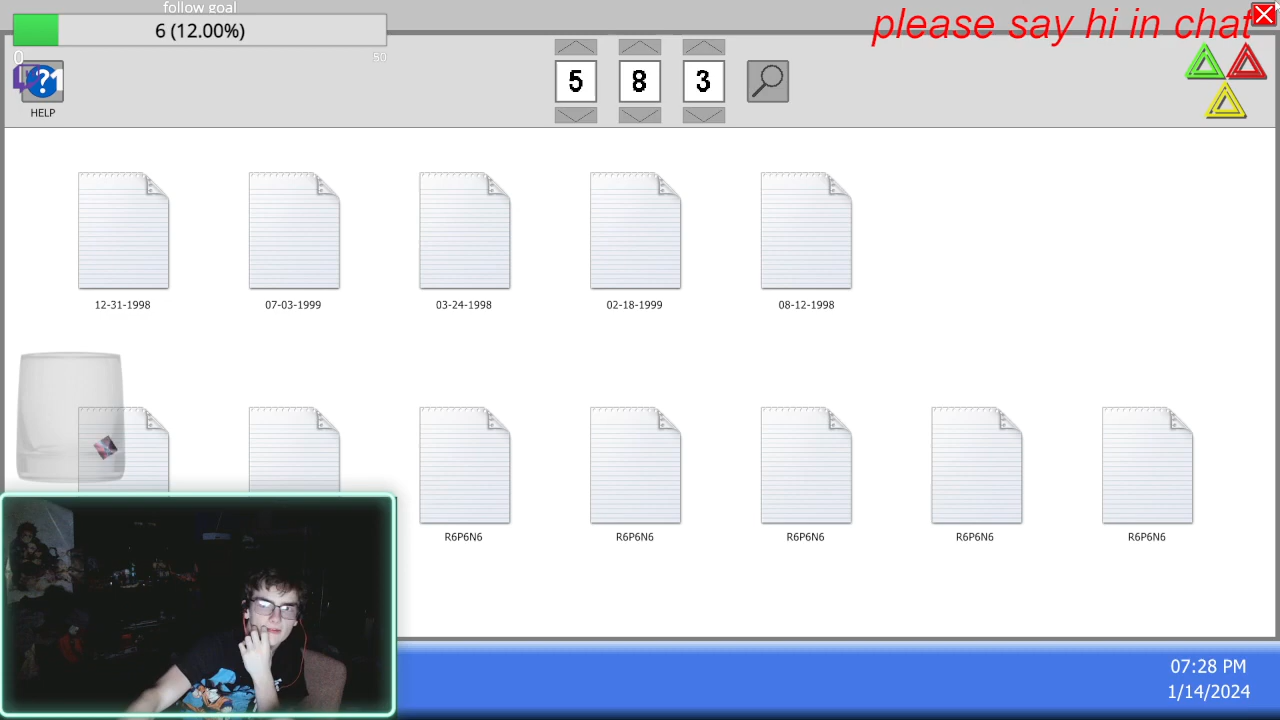 follow goal
6 (12.00%)
please say hi in chat
0
50
5 8 3
?1
HELP
12-31-1998
07-03-1999
03-24-1998
02-18-1999
08-12-1998
R6P6N6
R6P6N6
R6P6N6
R6P6N6
R6P6N6
07:28 PM
1/14/2024